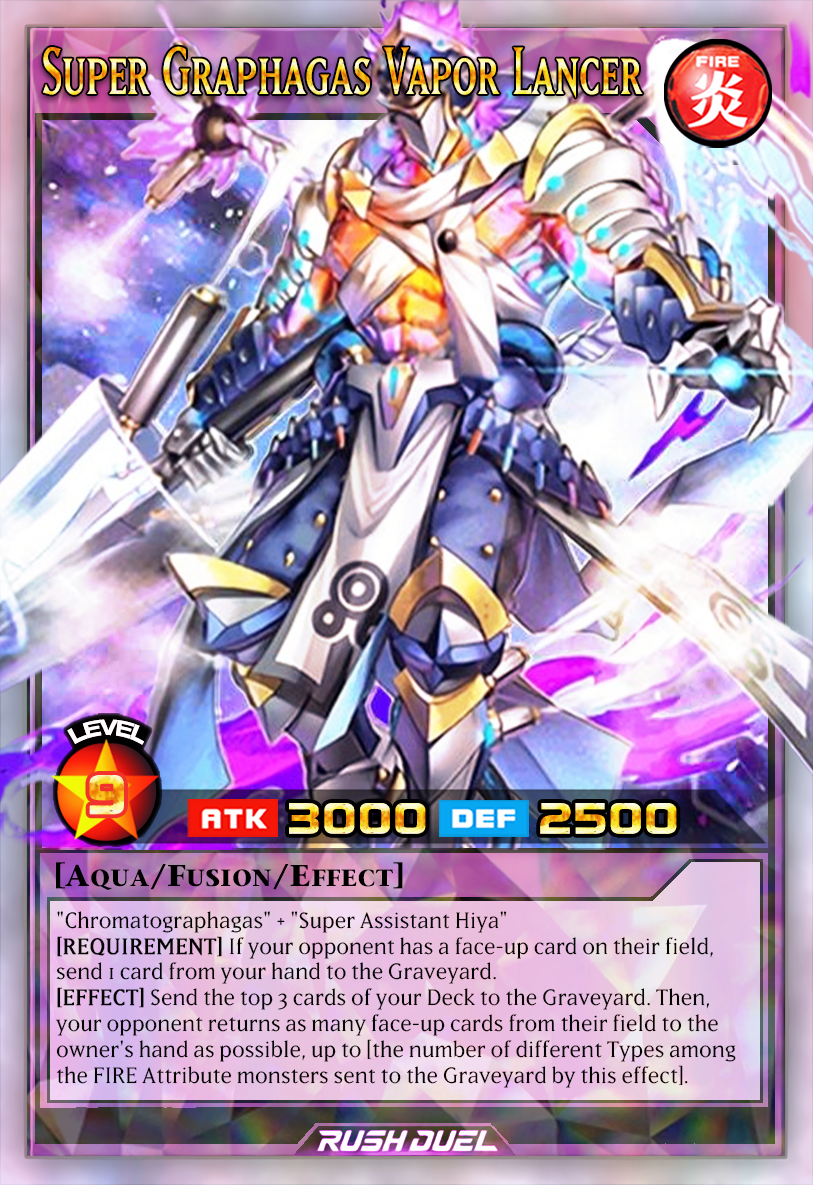 Super Graphagas Vapor Lancer
FIRE
炎
LEVEL
9
ATK 3000 DEF 2500
[Aqua/Fusion/Effect]
"Chromatographagas" + "Super Assistant Hiya"
[REQUIREMENT] If your opponent has a face-up card on their field,
send 1 card from your hand to the Graveyard.
[EFFECT] Send the top 3 cards of your Deck to the Graveyard. Then,
your opponent returns as many face-up cards from their field to the
owner's hand as possible, up to [the number of different Types among
the FIRE Attribute monsters sent to the Graveyard by this effect].
RUSH DUEL